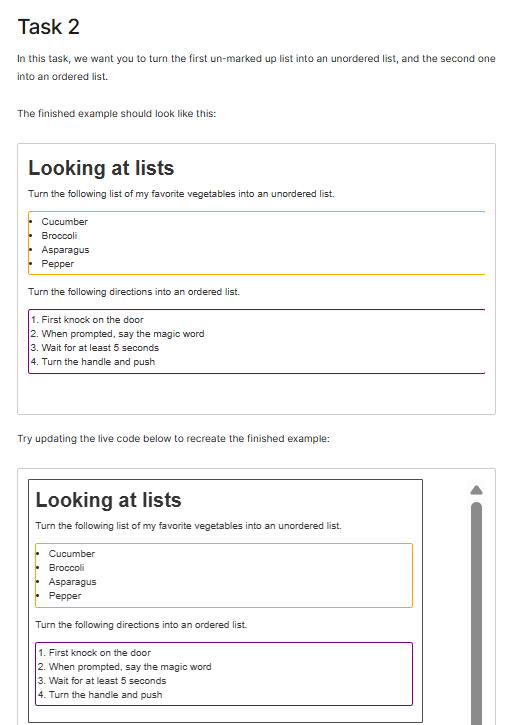 Task 2
In this task, we want you to turn the first un-marked up list into an unordered list, and the second one
into an ordered list.
The finished example should look like this:
Looking at lists
Turn the following list of my favorite vegetables into an unordered list.
• Cucumber
• Broccoli
• Asparagus
• Pepper
Turn the following directions into an ordered list.
1. First knock on the door
2. When prompted, say the magic word
3. Wait for at least 5 seconds
4. Turn the handle and push
Try updating the live code below to recreate the finished example:
Looking at lists
Turn the following list of my favorite vegetables into an unordered list.
• Cucumber
• Broccoli
• Asparagus
• Pepper
Turn the following directions into an ordered list.
1. First knock on the door
2. When prompted, say the magic word
3. Wait for at least 5 seconds
4. Turn the handle and push